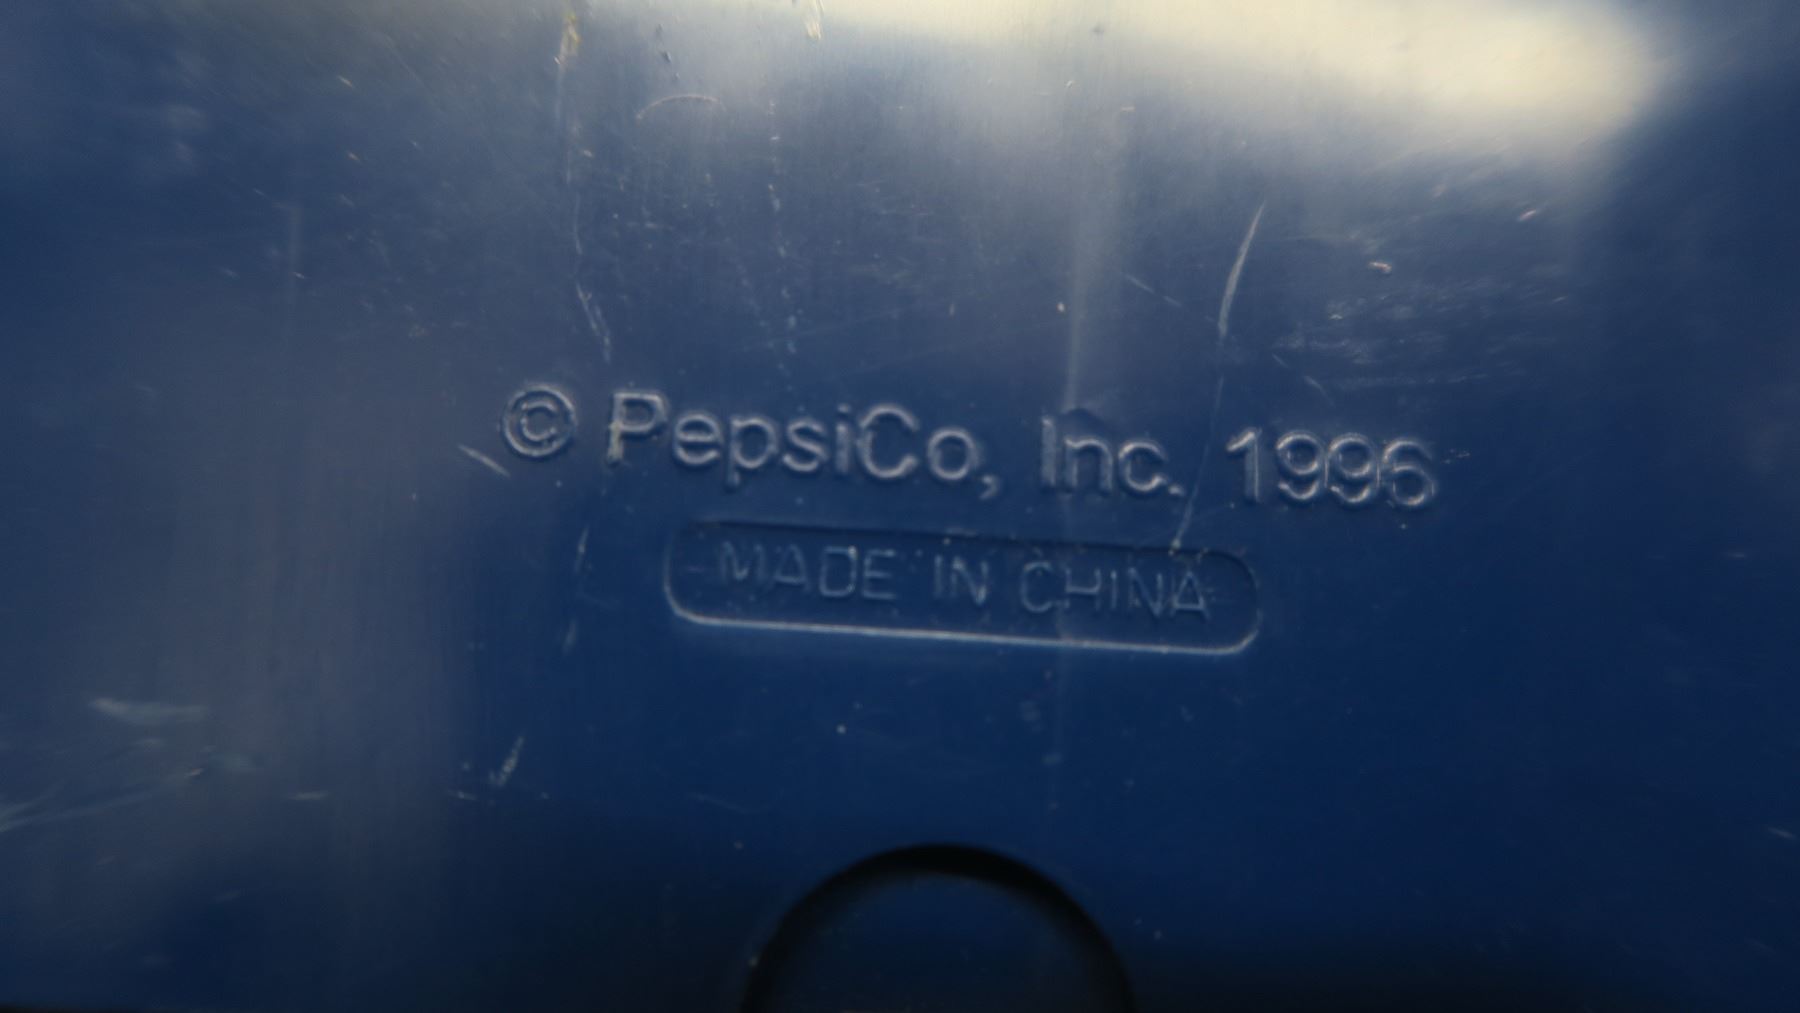 © PepsiCo, Inc. 1996
MADE IN CHINA